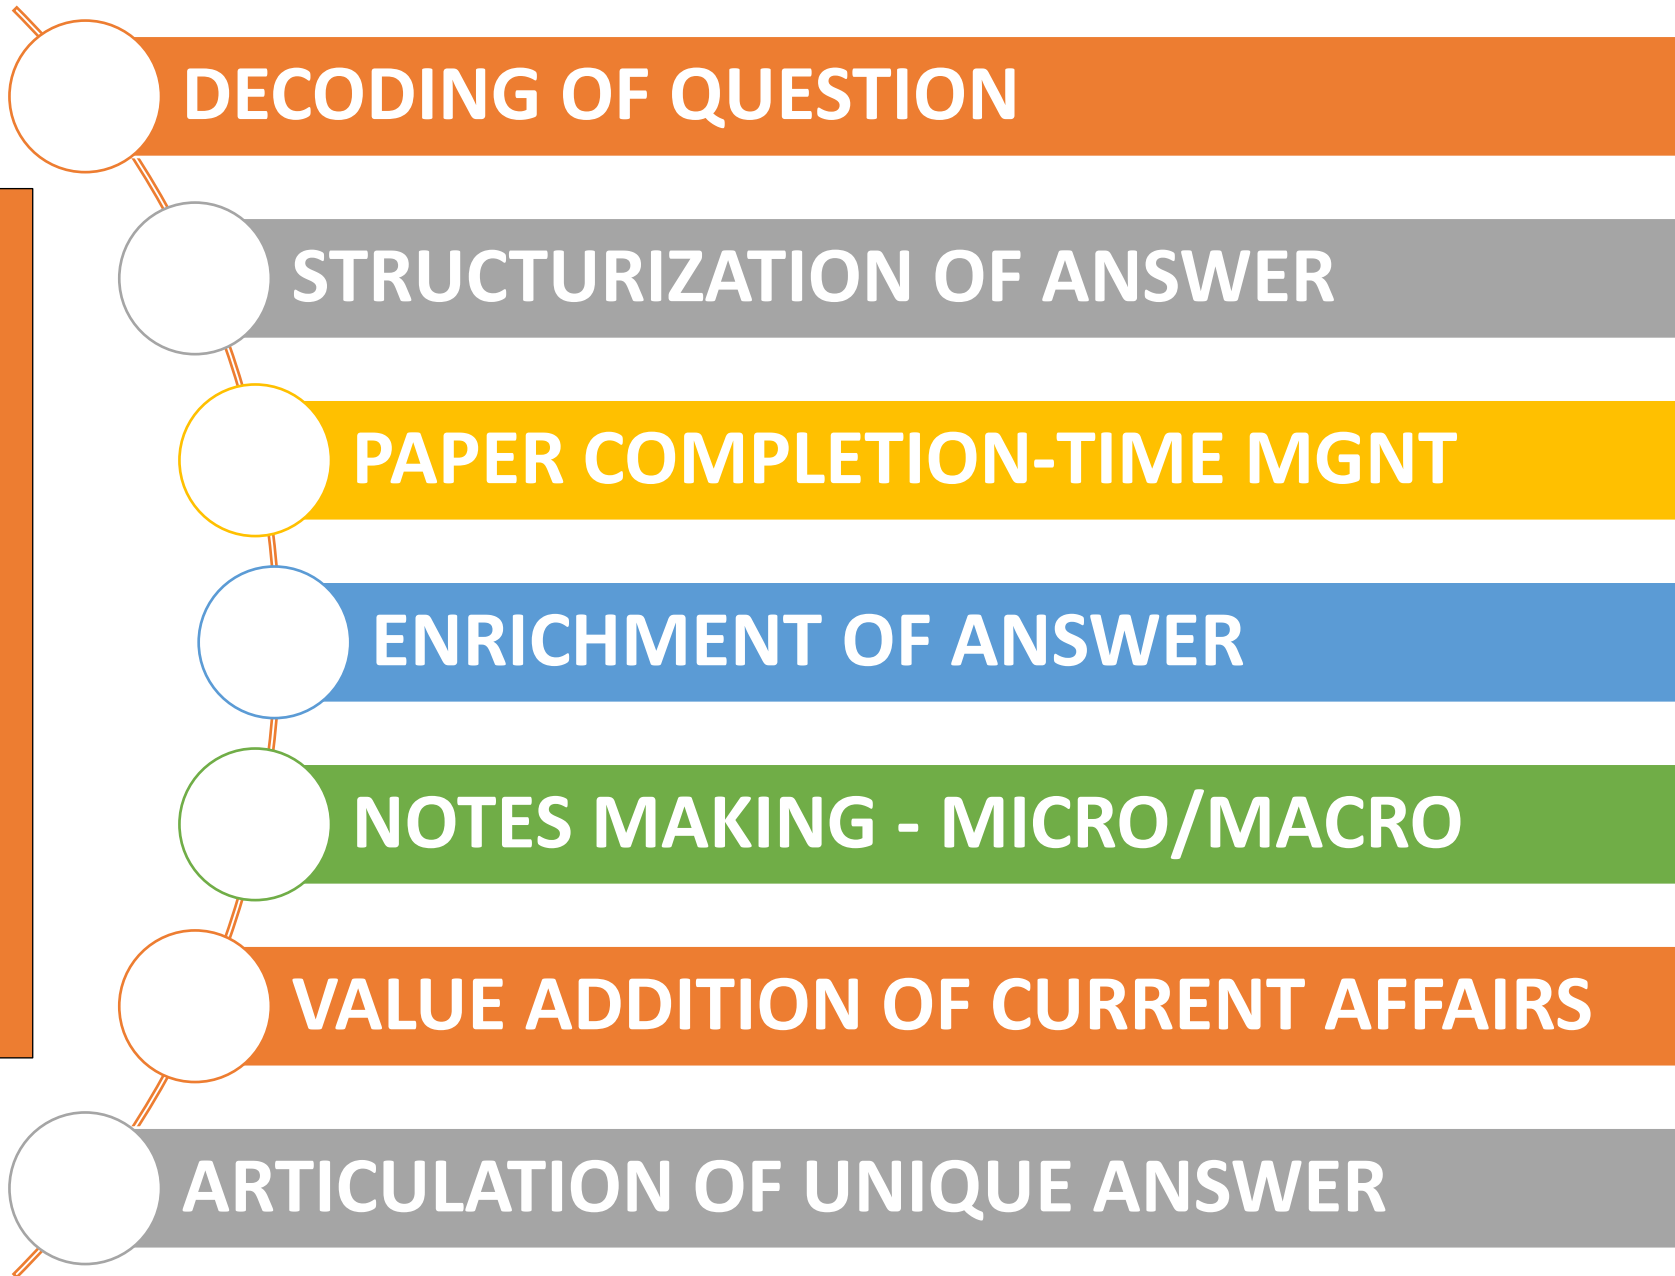 DECODING OF QUESTION
STRUCTURIZATION OF ANSWER
PAPER COMPLETION-TIME MGNT
ENRICHMENT OF ANSWER
NOTES MAKING - MICRO/MACRO
VALUE ADDITION OF CURRENT AFFAIRS
ARTICULATION OF UNIQUE ANSWER